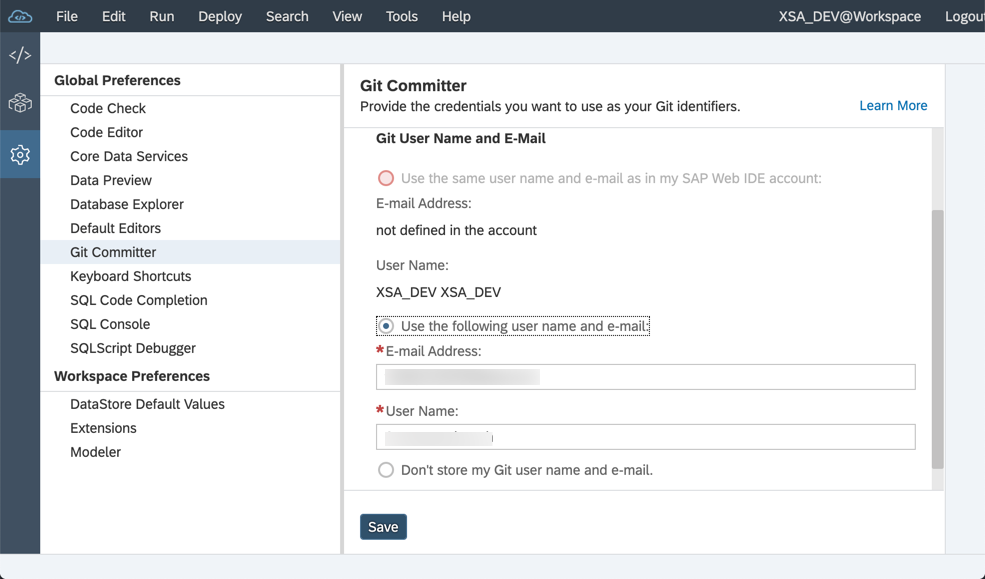 File Edit Run Deploy Search View Tools Help XSA_DEV@Workspace Logout
Global Preferences
Code Check
Code Editor
Core Data Services
Data Preview
Database Explorer
Default Editors
Git Committer
Keyboard Shortcuts
SQL Code Completion
SQL Console
SQLScript Debugger
Workspace Preferences
DataStore Default Values
Extensions
Modeler
Git Committer
Provide the credentials you want to use as your Git identifiers.
Learn More
Git User Name and E-Mail
Use the same user name and e-mail as in my SAP Web IDE account:
E-mail Address:
not defined in the account
User Name:
XSA_DEV XSA_DEV
Use the following user name and e-mail:
*E-mail Address:
*User Name:
Don't store my Git user name and e-mail.
Save